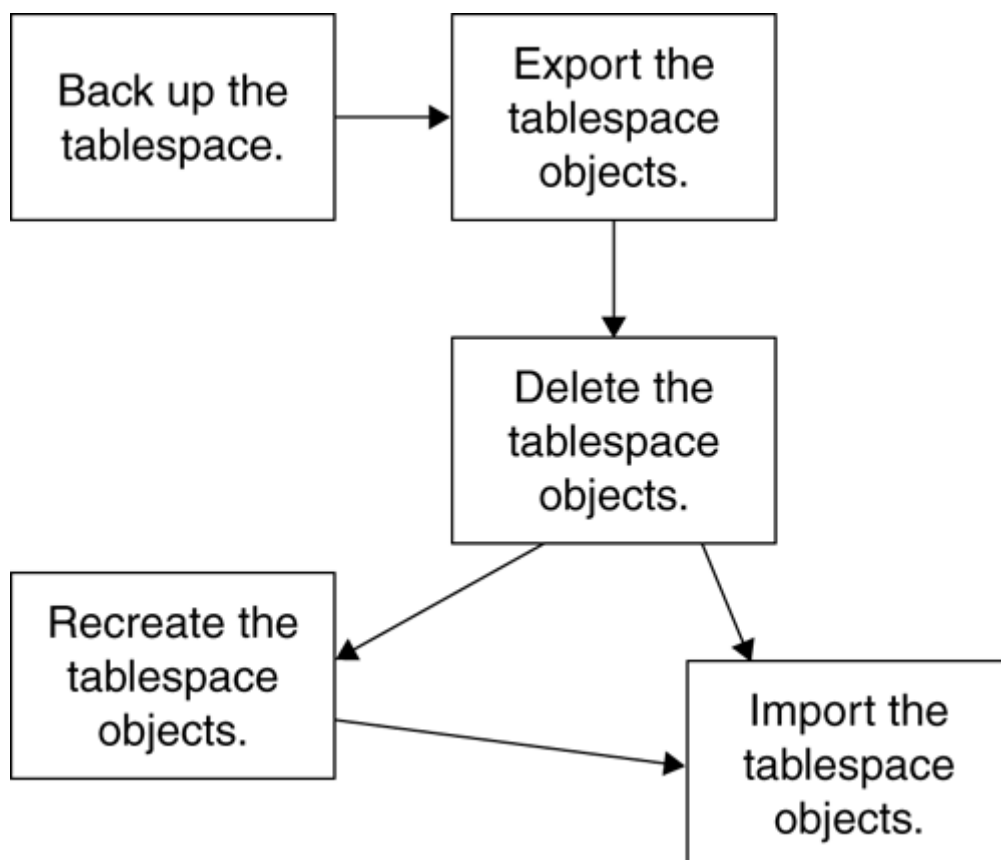 Back up the
tablespace.
Export the
tablespace
objects.
Delete the
tablespace
objects.
Recreate the
tablespace
objects.
Import the
tablespace
objects.